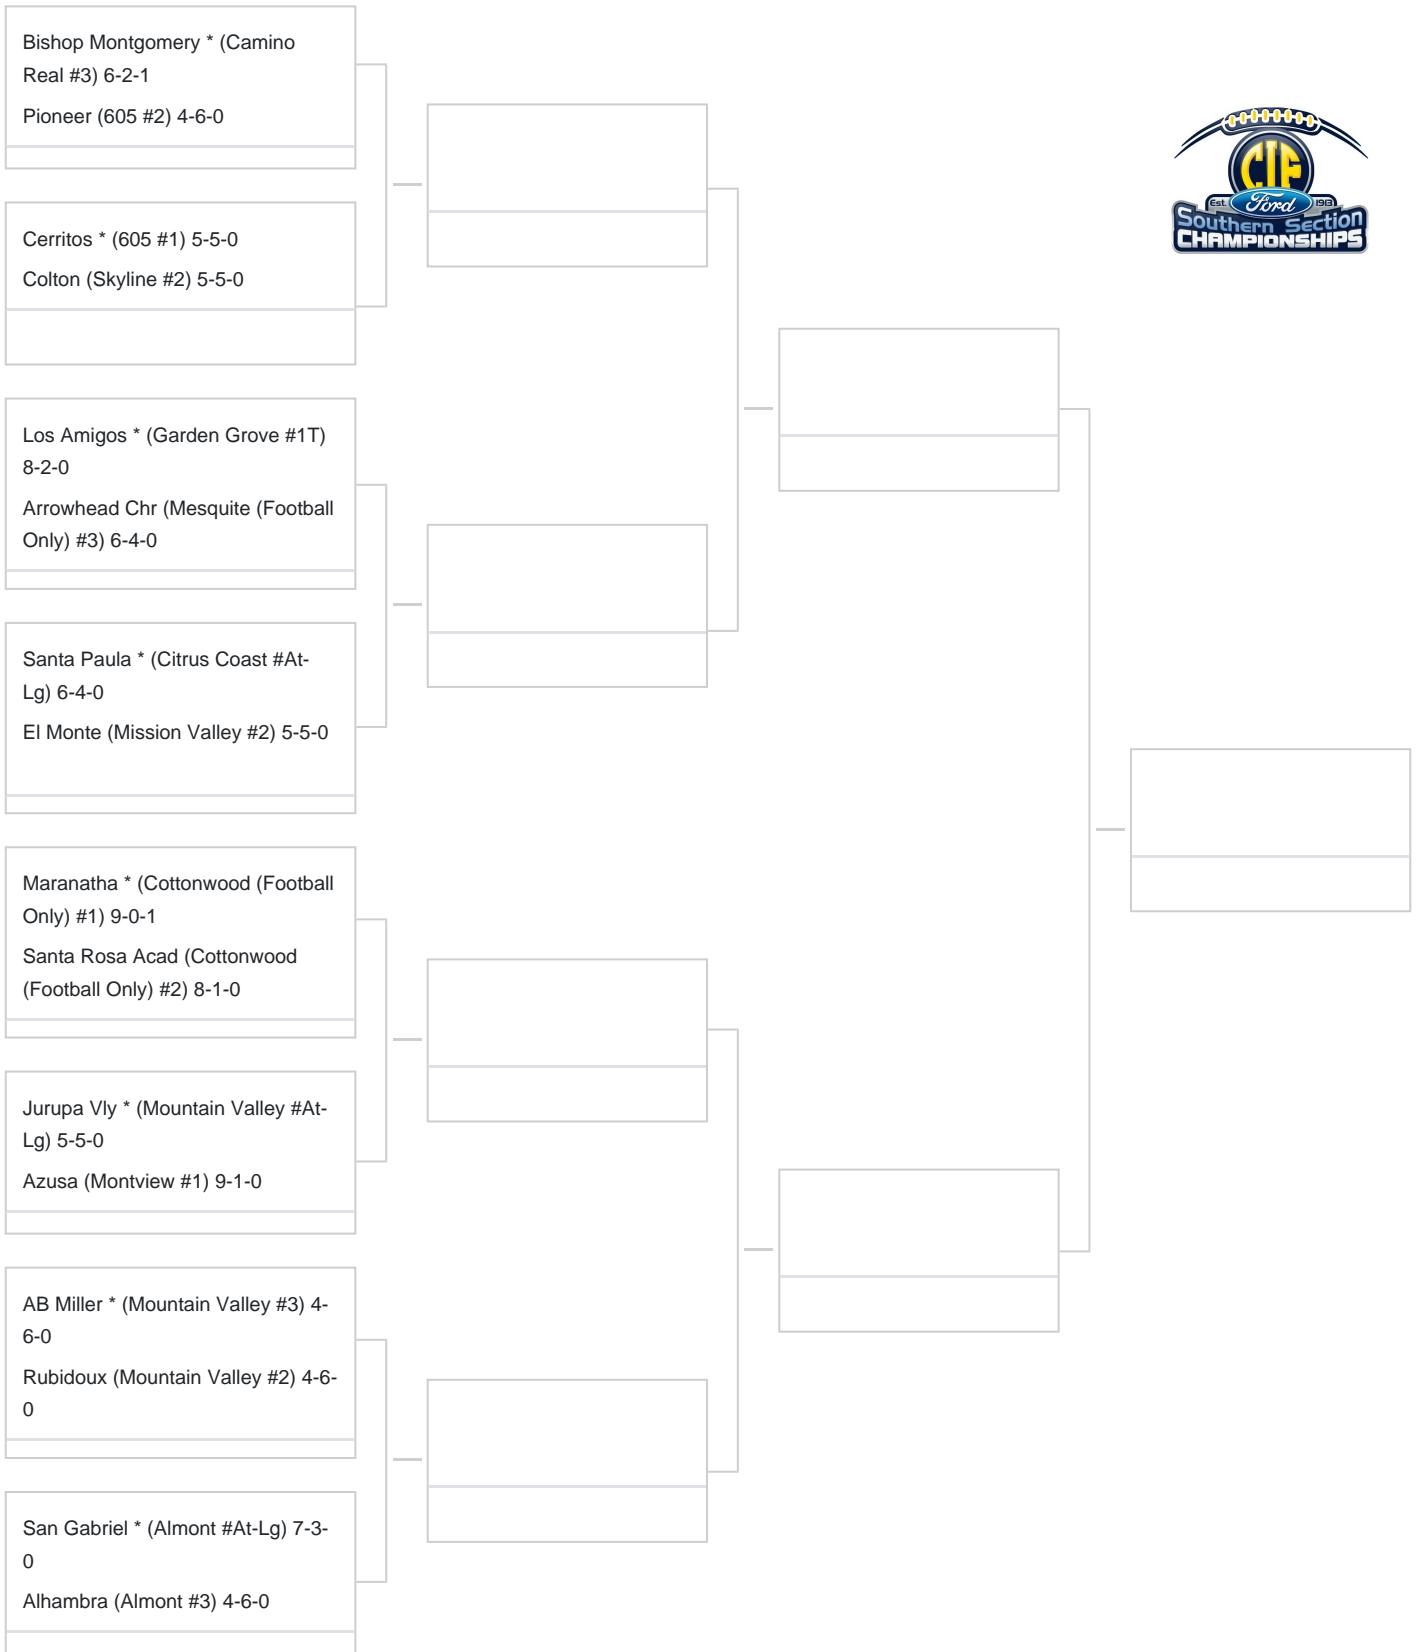 Bishop Montgomery * (Camino
Real #3) 6-2-1
Pioneer (605 #2) 4-6-0
Cerritos * (605 #1) 5-5-0
Colton (Skyline #2) 5-5-0
Los Amigos * (Garden Grove #1T)
8-2-0
Arrowhead Chr (Mesquite (Football
Only) #3) 6-4-0
Santa Paula * (Citrus Coast #At-
Lg) 6-4-0
El Monte (Mission Valley #2) 5-5-0
Maranatha * (Cottonwood (Football
Only) #1) 9-0-1
Santa Rosa Acad (Cottonwood
(Football Only) #2) 8-1-0
Jurupa Vly * (Mountain Valley #At-
Lg) 5-5-0
Azusa (Montview #1) 9-1-0
AB Miller * (Mountain Valley #3) 4-
6-0
Rubidoux (Mountain Valley #2) 4-6-
0
San Gabriel * (Almont #At-Lg) 7-3-
0
Alhambra (Almont #3) 4-6-0
CIF
Est. Ford 1913
Southern Section
CHAMPIONSHIPS